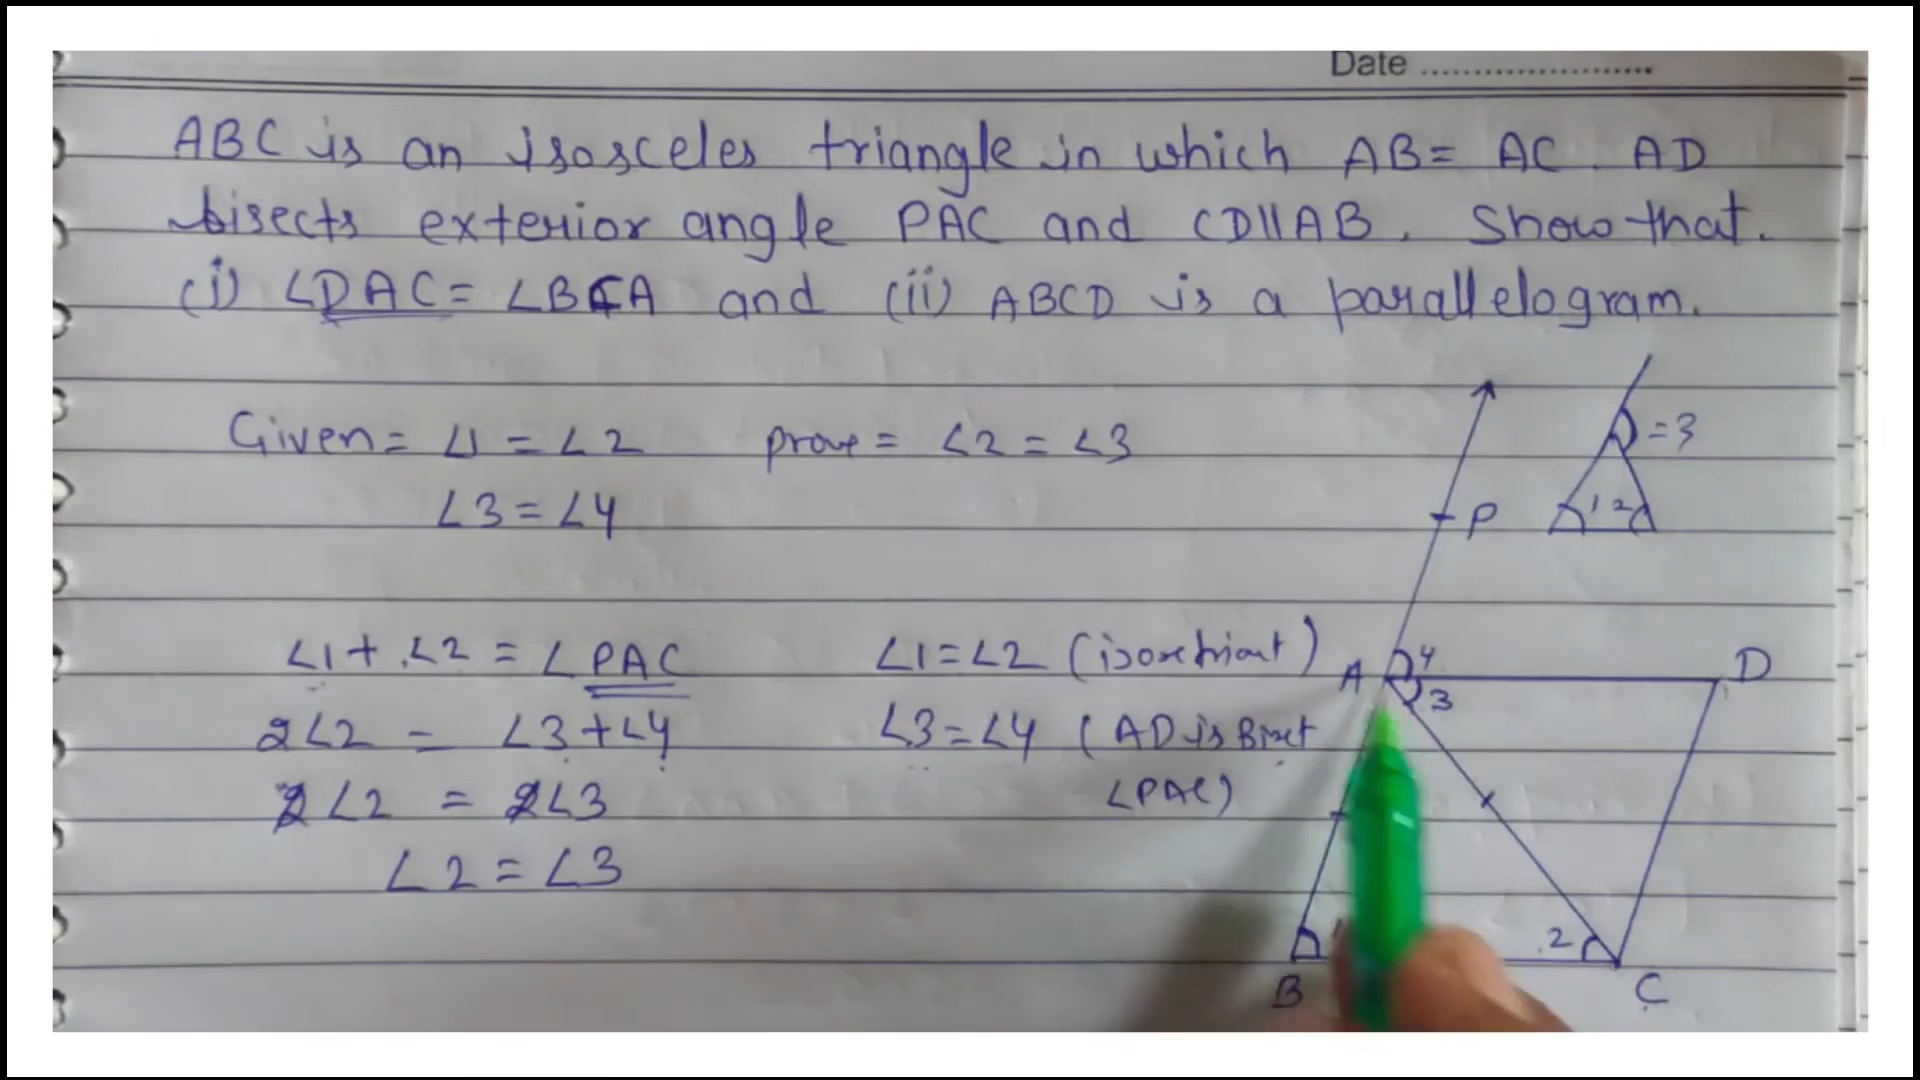 Date ........................
ABC is an isosceles triangle in which AB = AC. AD
bisects exterior angle PAC and CD||AB. Show that.
(i) ∠DAC = ∠BCA and (ii) ABCD is a parallelogram.
Given = ∠1 = ∠2 prove = ∠2 = ∠3
∠3 = ∠4
∠1 + ∠2 = ∠PAC
2∠2 = ∠3 + ∠4
2∠2 = 2∠3
∠2 = ∠3
∠1 = ∠2 (
∠3 = ∠4 (AD is
∠PAC)
= 3
1 2
P
A 4 D
3
2
B C